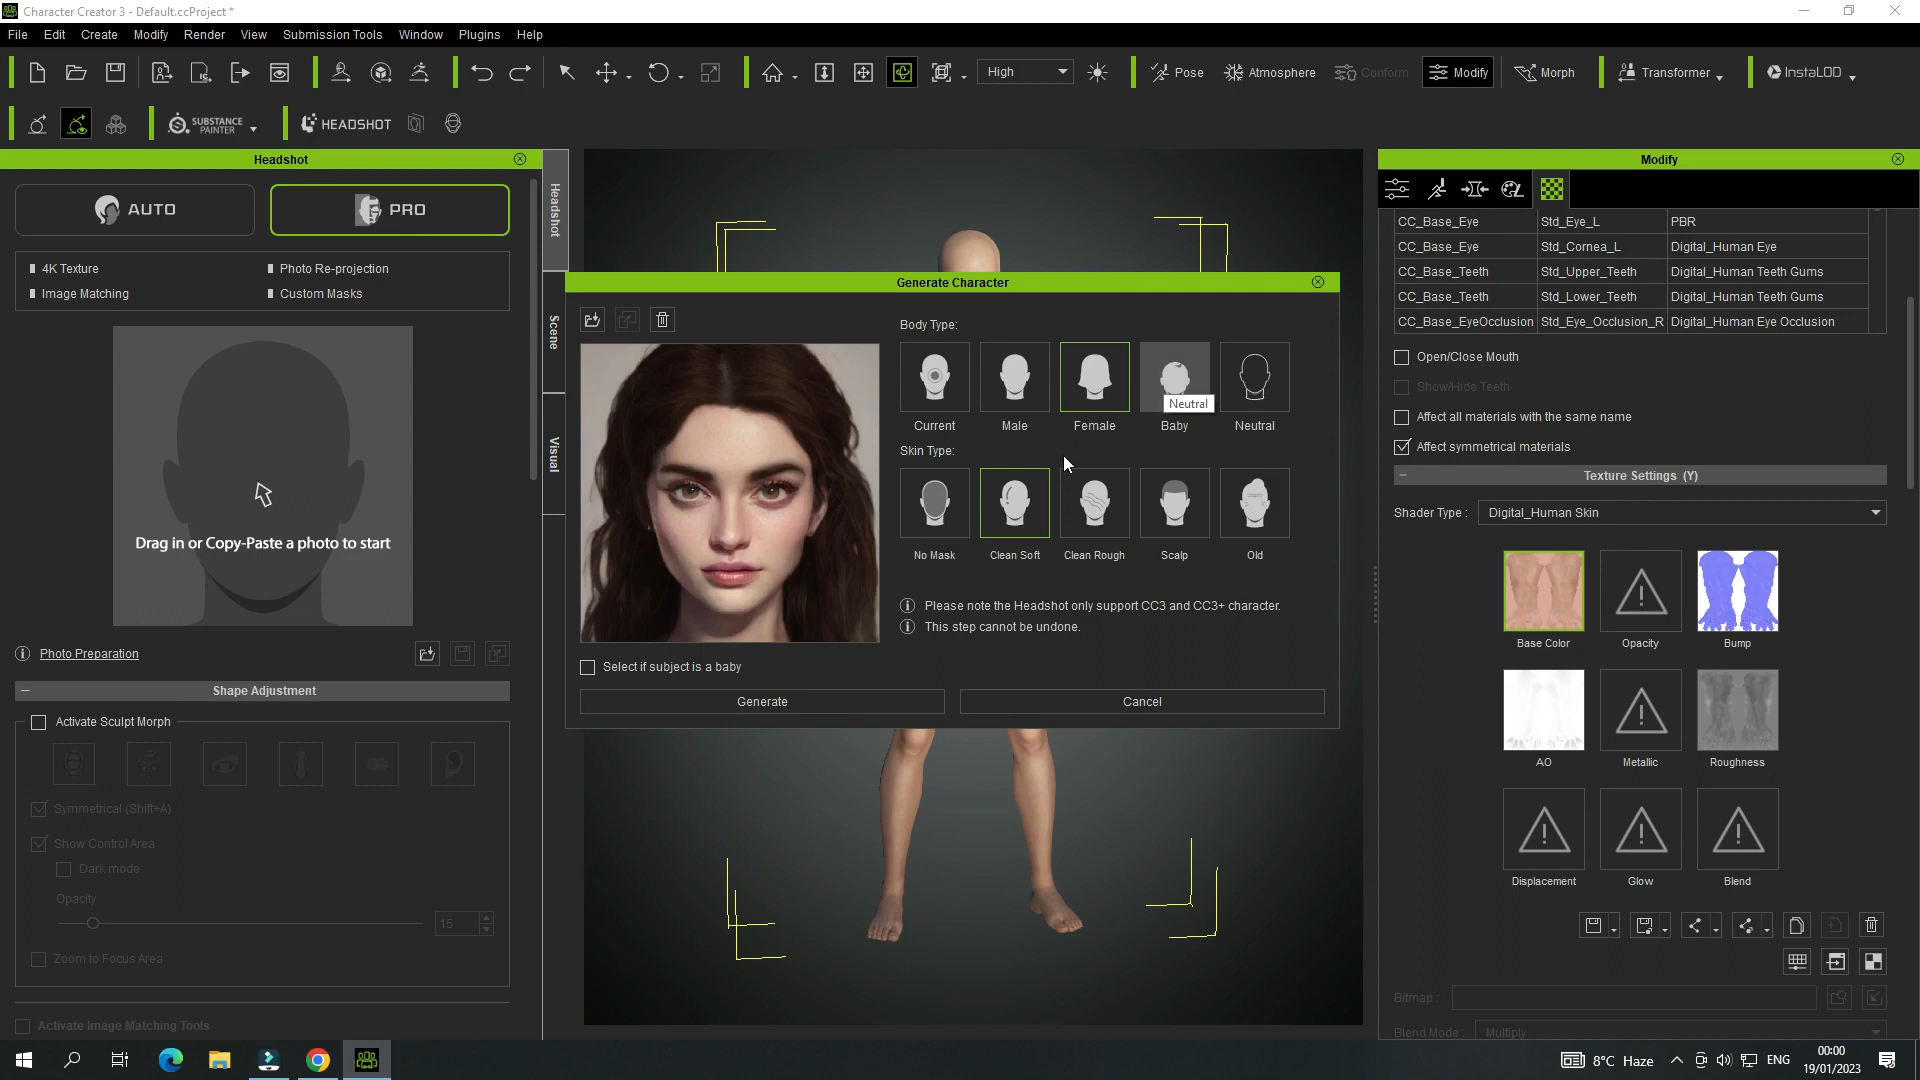 Character Creator 3 - Default.ccProject *
File Edit Create Modify Render View Submission Tools Window Plugins Help
High Pose Atmosphere Conform Modify Morph Transformer InstaLOD
SUBSTANCE PAINTER HEADSHOT
Headshot
AUTO PRO
4K Texture Photo Re-projection
Image Matching Custom Masks
Drag in or Copy-Paste a photo to start
Photo Preparation
Shape Adjustment
Activate Sculpt Morph
Symmetrical (Shift+A)
Show Control Area
Dark mode
Opacity
15
Zoom to Focus Area
Activate Image Matching Tools
Headshot
Scene
Visual
Generate Character
Body Type:
Neutral
Current Male Female Baby Neutral
Skin Type:
No Mask Clean Soft Clean Rough Scalp Old
Please note the Headshot only support CC3 and CC3+ character.
This step cannot be undone.
Select if subject is a baby
Generate Cancel
Modify
CC_Base_Eye Std_Eye_L PBR
CC_Base_Eye Std_Cornea_L Digital_Human Eye
CC_Base_Teeth Std_Upper_Teeth Digital_Human Teeth Gums
CC_Base_Teeth Std_Lower_Teeth Digital_Human Teeth Gums
CC_Base_EyeOcclusion Std_Eye_Occlusion_R Digital_Human Eye Occlusion
Open/Close Mouth
Show/Hide Teeth
Affect all materials with the same name
Affect symmetrical materials
Texture Settings (Y)
Shader Type : Digital_Human Skin
Base Color Opacity Bump
AO Metallic Roughness
Displacement Glow Blend
Bitmap :
Blend Mode : Multiply
8°C Haze ENG 00:00
19/01/2023